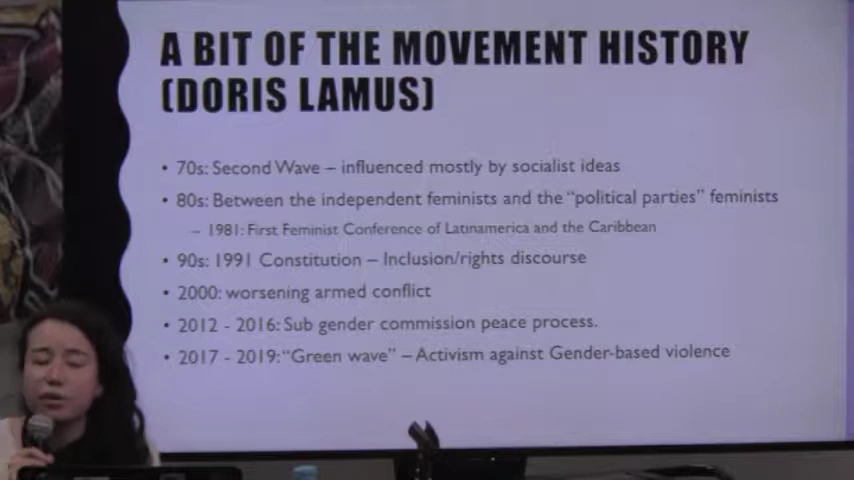 A BIT OF THE MOVEMENT HISTORY
(DORIS LAMUS)
• 70s: Second Wave – influenced mostly by socialist ideas
• 80s: Between the independent feminists and the “political parties” feminists
– 1981: First Feminist Conference of Latinamerica and the Caribbean
• 90s: 1991 Constitution – Inclusion/rights discourse
• 2000: worsening armed conflict
• 2012 - 2016: Sub gender commission peace process.
• 2017 - 2019: “Green wave” – Activism against Gender-based violence